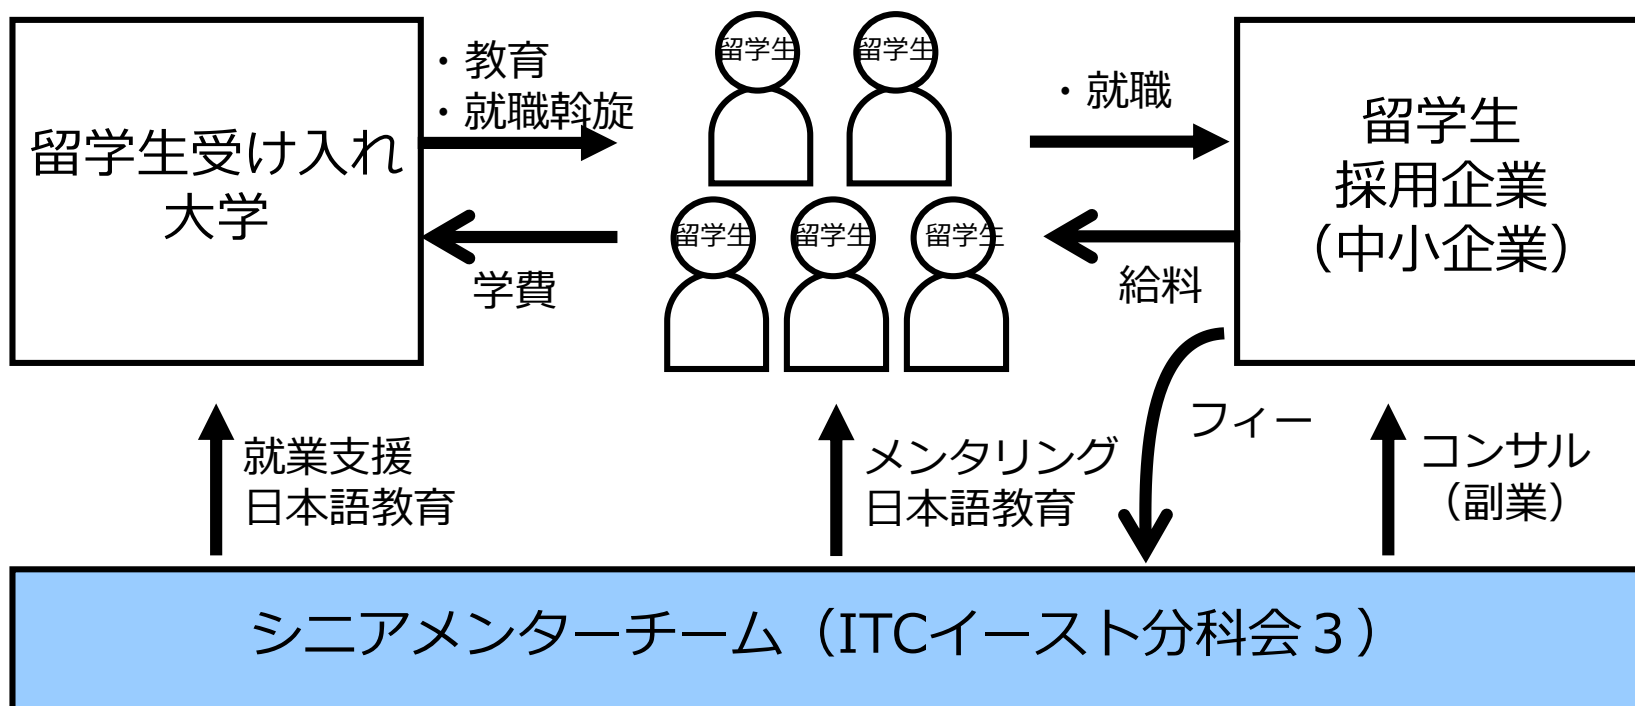 留学生受け入れ
大学
・教育
・就職斡旋
学費
留学生
留学生
留学生
留学生
留学生
・就職
給料
留学生
採用企業
（中小企業）
就業支援
日本語教育
メンタリング
日本語教育
フィー
コンサル
（副業）
シニアメンターチーム（ITCイースト分科会３）